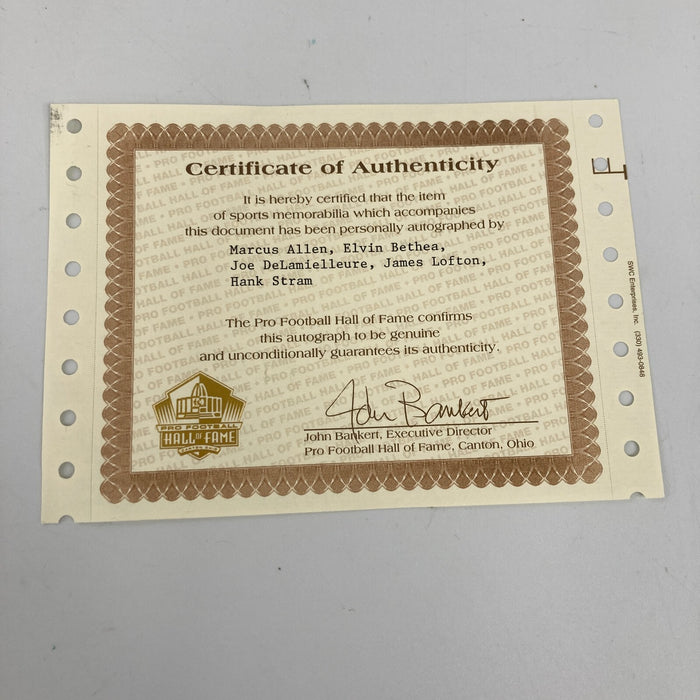 Certificate of Authenticity
It is hereby certified that the item
of sports memorabilia which accompanies
this document has been personally autographed by
Marcus Allen, Elvin Bethea,
Joe DeLamielleure, James Lofton,
Hank Stram
The Pro Football Hall of Fame confirms
this autograph to be genuine
and unconditionally guarantees its authenticity.
PRO FOOTBALL
HALL OF FAME
John Bankert
John Bankert, Executive Director
Pro Football Hall of Fame, Canton, Ohio
SWC Enterprises, Inc. (330) 493-0848